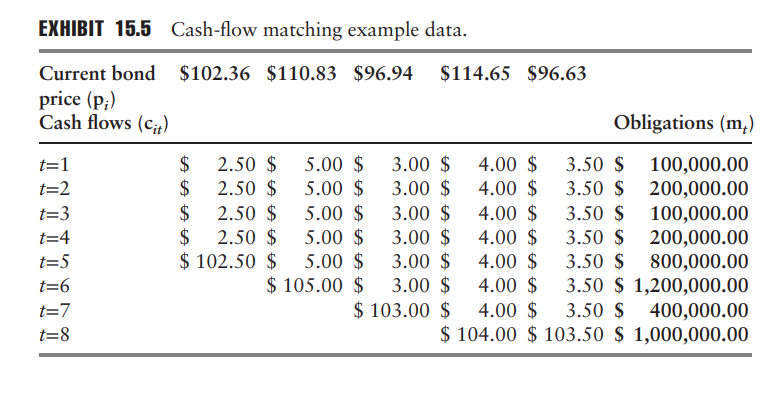 EXHIBIT 15.5 Cash-flow matching example data.
Current bond $102.36 $110.83 $96.94 $114.65 $96.63
price (pᵢ)
Cash flows (cᵢₜ) Obligations (mₜ)
t=1 $ 2.50 $ 5.00 $ 3.00 $ 4.00 $ 3.50 $ 100,000.00
t=2 $ 2.50 $ 5.00 $ 3.00 $ 4.00 $ 3.50 $ 200,000.00
t=3 $ 2.50 $ 5.00 $ 3.00 $ 4.00 $ 3.50 $ 100,000.00
t=4 $ 2.50 $ 5.00 $ 3.00 $ 4.00 $ 3.50 $ 200,000.00
t=5 $ 102.50 $ 5.00 $ 3.00 $ 4.00 $ 3.50 $ 800,000.00
t=6 $ 105.00 $ 3.00 $ 4.00 $ 3.50 $ 1,200,000.00
t=7 $ 103.00 $ 4.00 $ 3.50 $ 400,000.00
t=8 $ 104.00 $ 103.50 $ 1,000,000.00